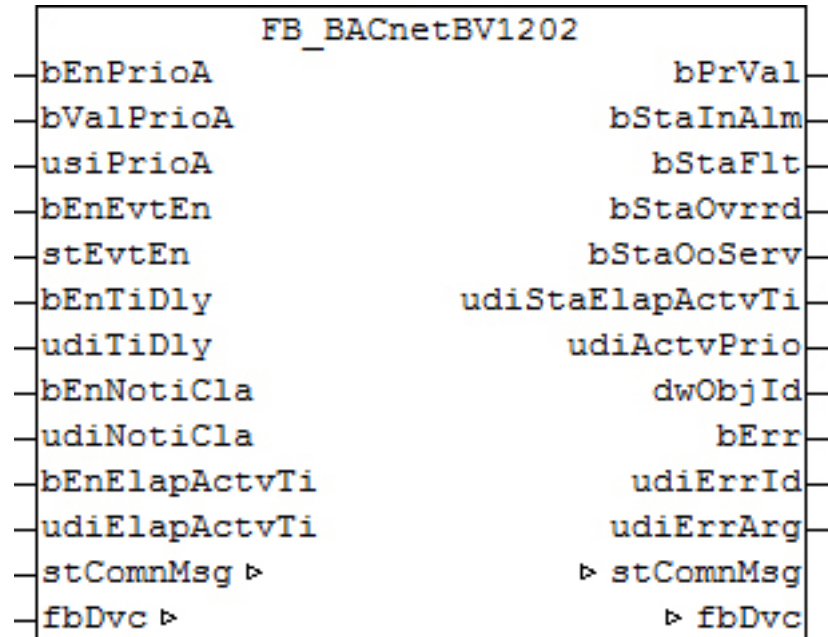 FB_BACnetBV1202
bEnPrioA bPrVal
bValPrioA bStaInAlm
usiPrioA bStaFlt
bEnEvtEn bStaOvrrd
stEvtEn bStaOoServ
bEnTiDly udiStaElapActvTi
udiTiDly udiActvPrio
bEnNotiCla dwObjId
udiNotiCla bErr
bEnElapActvTi udiErrId
udiElapActvTi udiErrArg
stComnMsg ▹ ▹ stComnMsg
fbDvc ▹ ▹ fbDvc